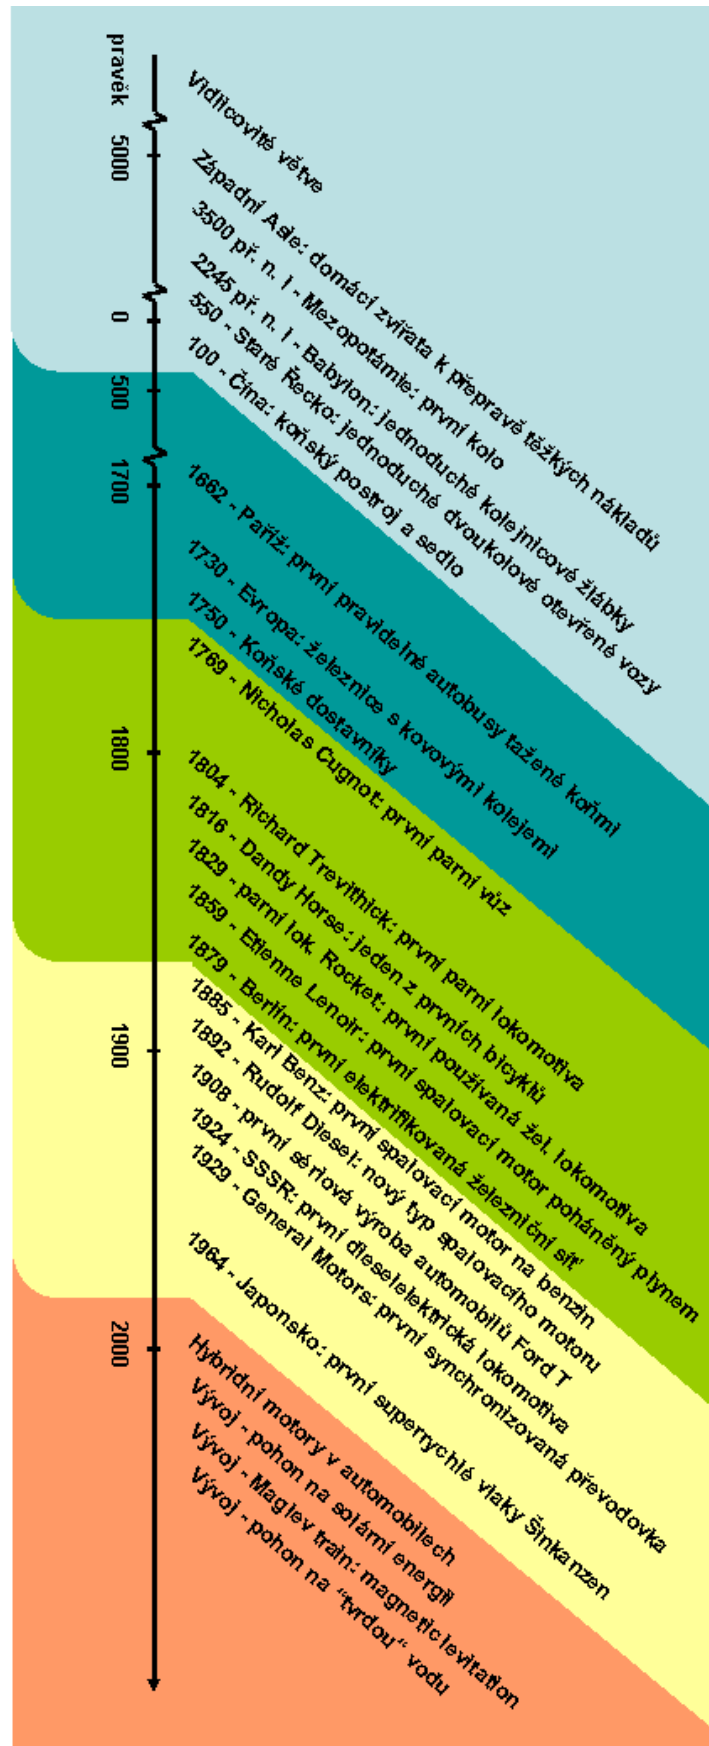 pravěk
5000
0
500
1700
1800
1900
2000
Vidlicovité větve
Západní Asie: domácí zvířata k přepravě těžkých nákladů
3500 př. n. l - Mezopotámie: první kolo
2245 př. n. l - Babylon: jednoduché kolejnicové žlábky
550 - Staré Řecko: jednoduché dvoukolové otevřené vozy
100 - Čína: koňský postroj a sedlo
1662 - Paříž: první pravidelné autobusy tažené koňmi
1730 - Evropa: železnice s kovovými kolejemi
1750 - Koňské dostavníky
1769 - Nicholas Cugnot: první parní vůz
1804 - Richard Trevithick: první parní lokomotiva
1816 - Dandy Horse: jeden z prvních bicyklů
1829 - parní lok. Rocket: první používaná žel. lokomotiva
1859 - Etienne Lenoir: první spalovací motor poháněný plynem
1879 - Berlín: první elektrifikovaná železniční síť
1885 - Karl Benz: první spalovací motor na benzin
1892 - Rudolf Diesel: nový typ spalovacího motoru
1908 - první sériová výroba automobilů Ford T
1924 - SSSR: první dieselelektrická lokomotiva
1929 - General Motors: první synchronizovaná převodovka
1964 - Japonsko: první superrychlé vlaky Šinkanzen
Hybridní motory v automobilech
Vývoj - pohon na solární energii
Vývoj - Maglev train: magnetic levitation
Vývoj - pohon na "tvrdou" vodu